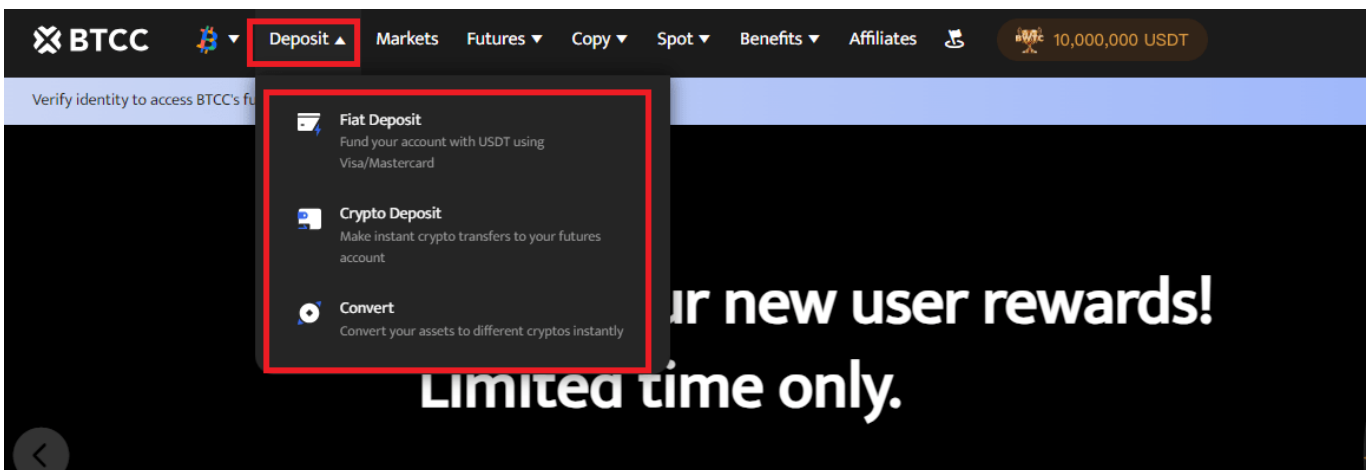 BTCC Deposit Markets Futures Copy Spot Benefits Affiliates 10,000,000 USDT
Verify identity to access BTCC's
Fiat Deposit
Fund your account with USDT using
Visa/Mastercard
Crypto Deposit
Make instant crypto transfers to your futures
account
Convert
Convert your assets to different cryptos instantly
new user rewards!
Limited time only.